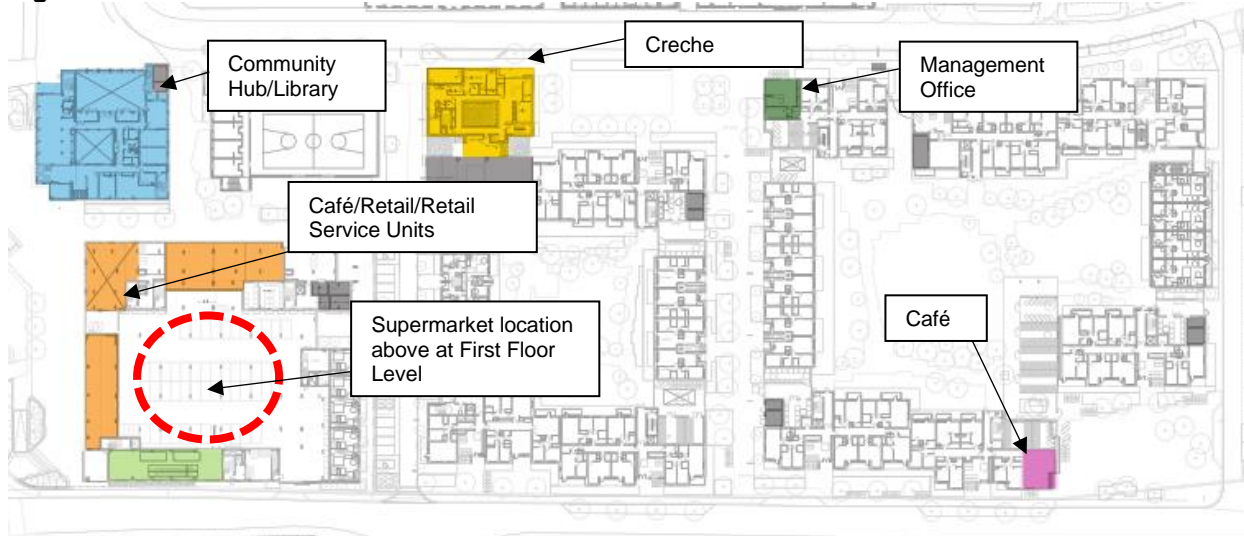 Community
Hub/Library
Creche
Management
Office
Café/Retail/Retail
Service Units
Supermarket location
above at First Floor
Level
Café